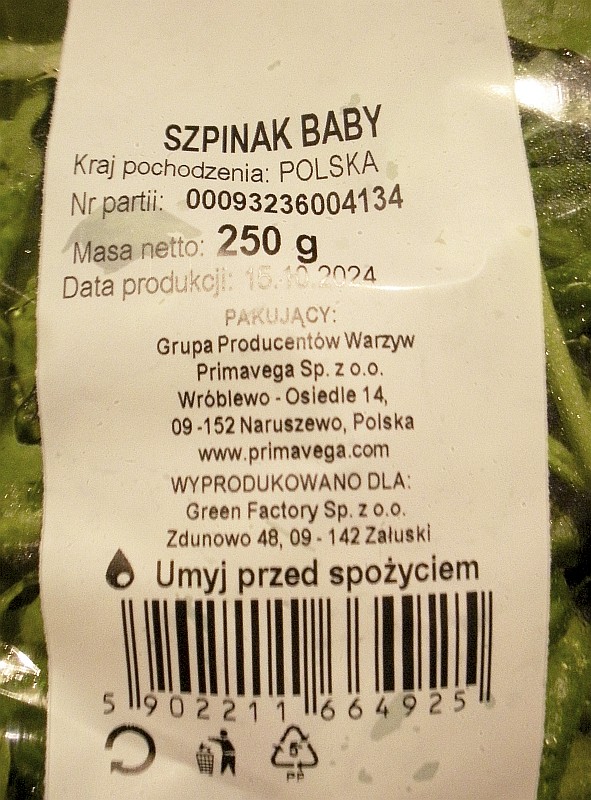 SZPINAK BABY
Kraj pochodzenia: POLSKA
Nr partii: 00093236004134
Masa netto: 250 g
Data produkcji: 15.10.2024
PAKUJĄCY:
Grupa Producentów Warzyw
Primavega Sp. z o.o.
Wróblewo - Osiedle 14,
09 -152 Naruszewo, Polska
www.primavega.com
WYPRODUKOWANO DLA:
Green Factory Sp. z o.o.
Zdunowo 48, 09 - 142 Załuski
Umyj przed spożyciem
5 902211 664925
5
PP